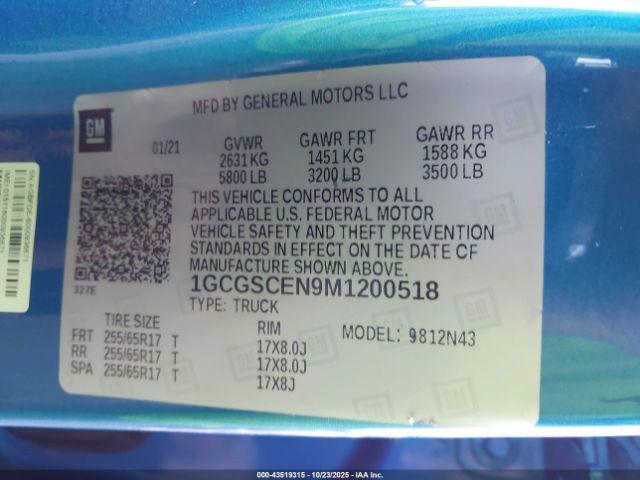 MFD BY GENERAL MOTORS LLC
GM
01/21 GVWR GAWR FRT GAWR RR
2631 KG 1451 KG 1588 KG
5800 LB 3200 LB 3500 LB
THIS VEHICLE CONFORMS TO ALL
APPLICABLE U.S. FEDERAL MOTOR
VEHICLE SAFETY AND THEFT PREVENTION
STANDARDS IN EFFECT ON THE DATE OF
MANUFACTURE SHOWN ABOVE.
327E
1GCGSCEN9M1200518
TYPE: TRUCK
TIRE SIZE RIM MODEL: 9812N43
FRT 255/65R17 T 17X8.0J
RR 255/65R17 T 17X8.0J
SPA 255/65R17 T 17X8J
000-43519315 - 10/23/2025 - IAA Inc.